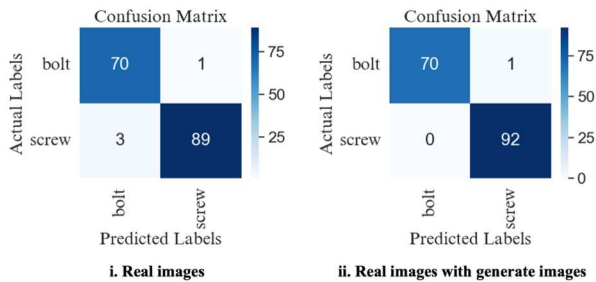 Confusion Matrix
Actual Labels
bolt
screw
70
1
3
89
75
50
25
bolt
screw
Predicted Labels
i. Real images
Confusion Matrix
Actual Labels
bolt
screw
70
1
0
92
75
50
25
0
bolt
screw
Predicted Labels
ii. Real images with generate images